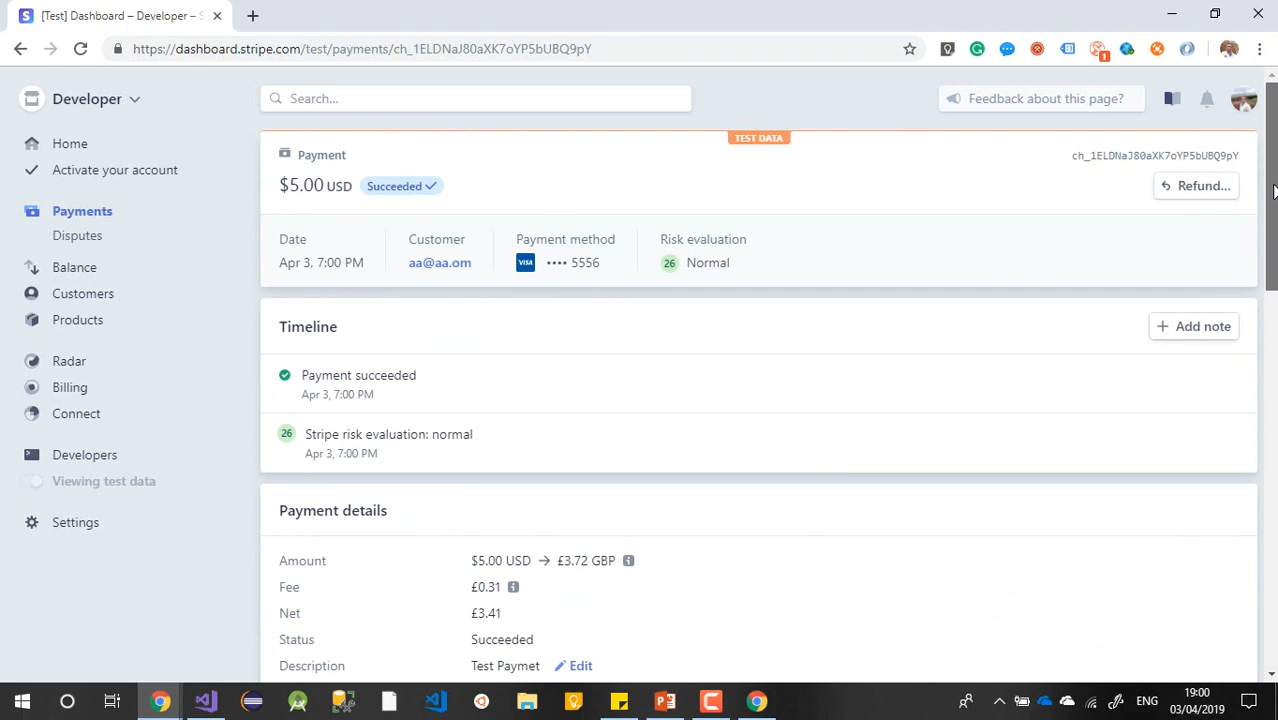 [Test] Dashboard – Developer – S
https://dashboard.stripe.com/test/payments/ch_1ELDNaJ80aXK7oYP5bUBQ9pY
1
Developer
Search...
Feedback about this page?
Home
Activate your account
Payments
Disputes
Balance
Customers
Products
Radar
Billing
Connect
Developers
Viewing test data
Settings
TEST DATA
Payment
ch_1ELDNaJ80aXK7oYP5bUBQ9pY
$5.00 USD Succeeded
Refund...
Date
Apr 3, 7:00 PM
Customer
aa@aa.om
Payment method
VISA •••• 5556
Risk evaluation
26 Normal
Timeline
Add note
Payment succeeded
Apr 3, 7:00 PM
26 Stripe risk evaluation: normal
Apr 3, 7:00 PM
Payment details
Amount $5.00 USD → £3.72 GBP
Fee £0.31
Net £3.41
Status Succeeded
Description Test Paymet Edit
ENG
19:00
03/04/2019